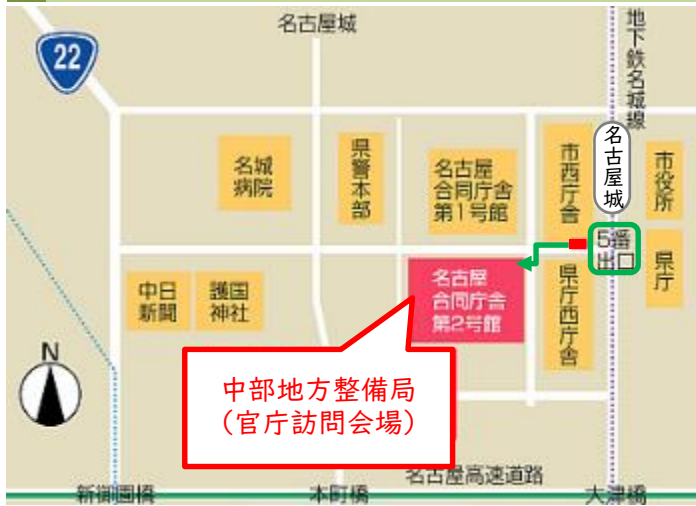 名古屋城
地下鉄名城線
22
名城
病院
県警本部
名古屋
合同庁舎
第1号館
市西庁舎
名古屋城
市役所
5番
出口
県庁
中日
新聞
護国
神社
名古屋
合同庁舎
第2号館
県庁西庁舎
N
中部地方整備局
(官庁訪問会場)
名古屋高速道路
新御園橋
本町橋
大津橋